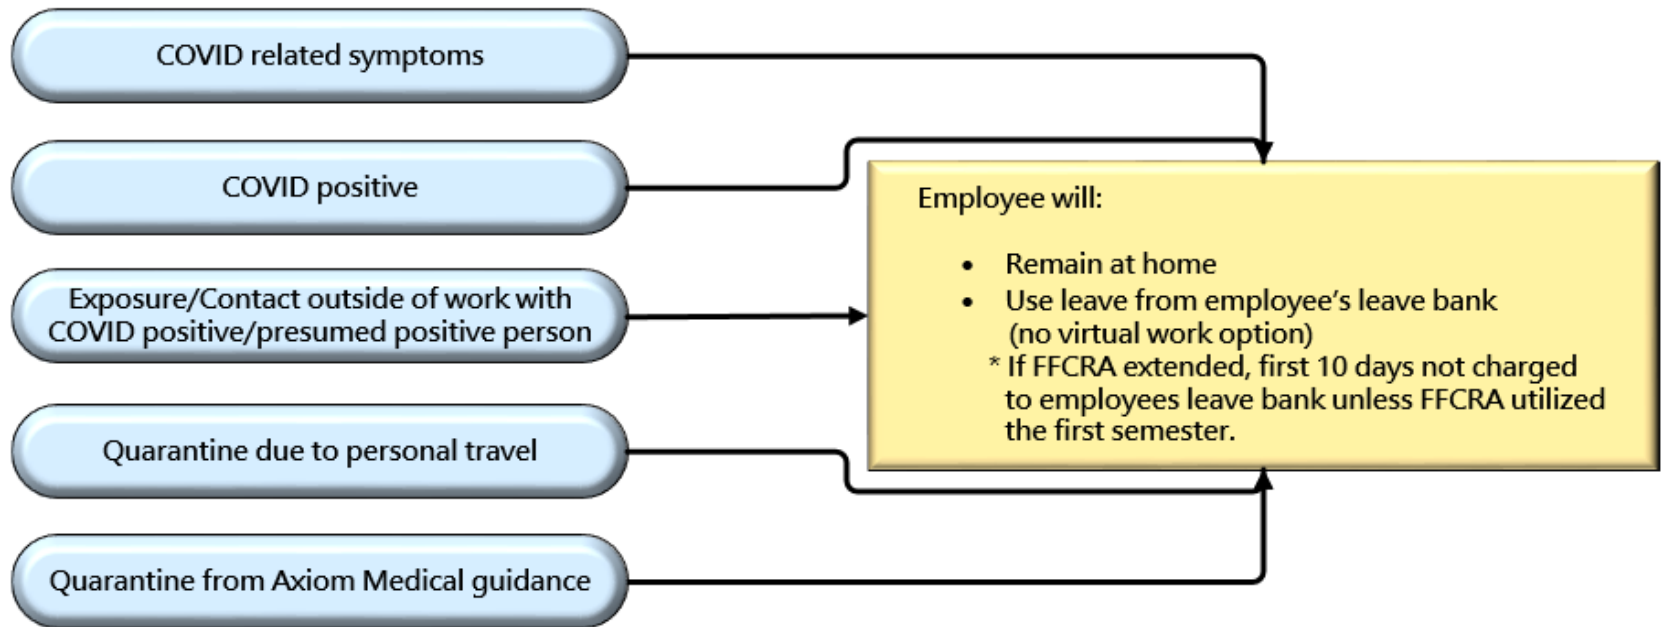 COVID related symptoms
COVID positive
Exposure/Contact outside of work with
COVID positive/presumed positive person
Quarantine due to personal travel
Quarantine from Axiom Medical guidance
Employee will:
• Remain at home
• Use leave from employee’s leave bank
(no virtual work option)
* If FFCRA extended, first 10 days not charged
to employees leave bank unless FFCRA utilized
the first semester.